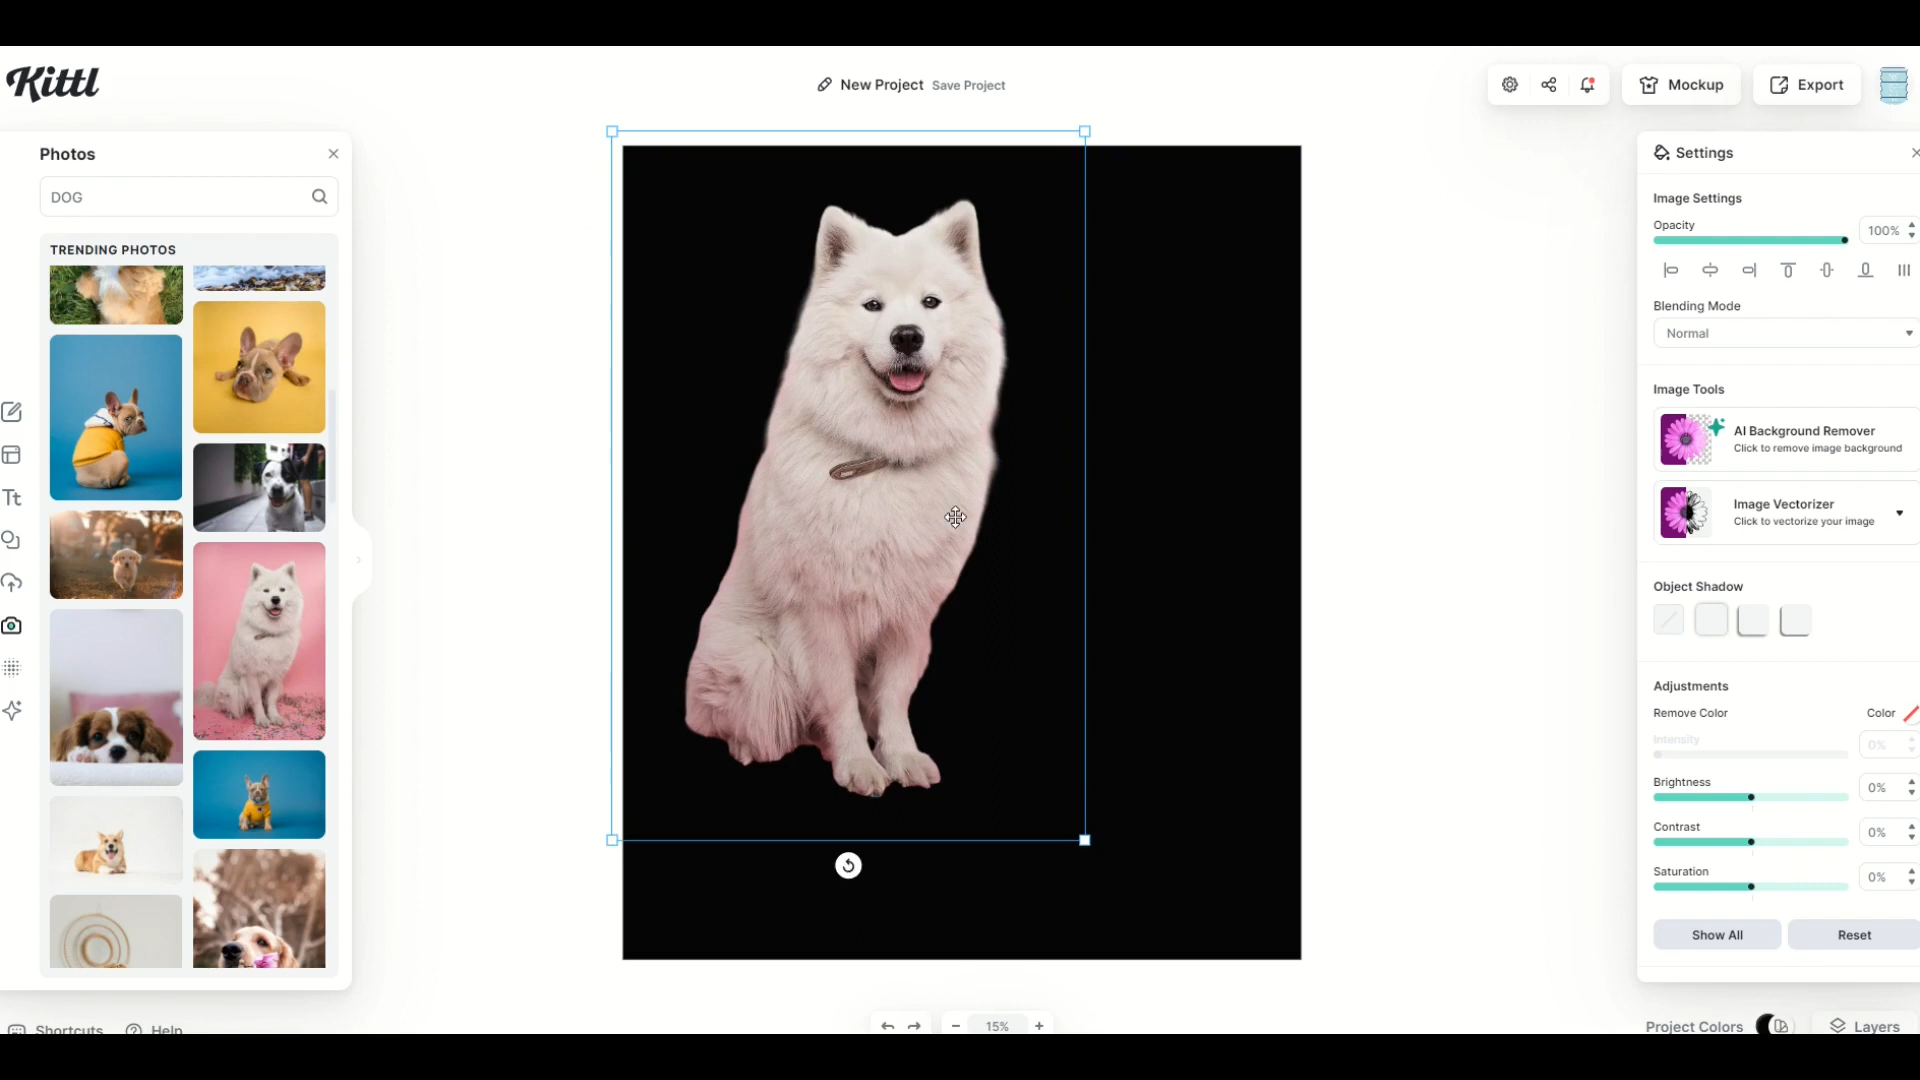 Kittl
New Project Save Project
Mockup
Export
Photos
DOG
TRENDING PHOTOS
Settings
Image Settings
Opacity
100%
Blending Mode
Normal
Image Tools
AI Background Remover
Click to remove image background
Image Vectorizer
Click to vectorize your image
Object Shadow
Adjustments
Remove Color
Color
Intensity
0%
Brightness
0%
Contrast
0%
Saturation
0%
Show All
Reset
Tt
Shortcuts
Help
15%
Project Colors
Layers